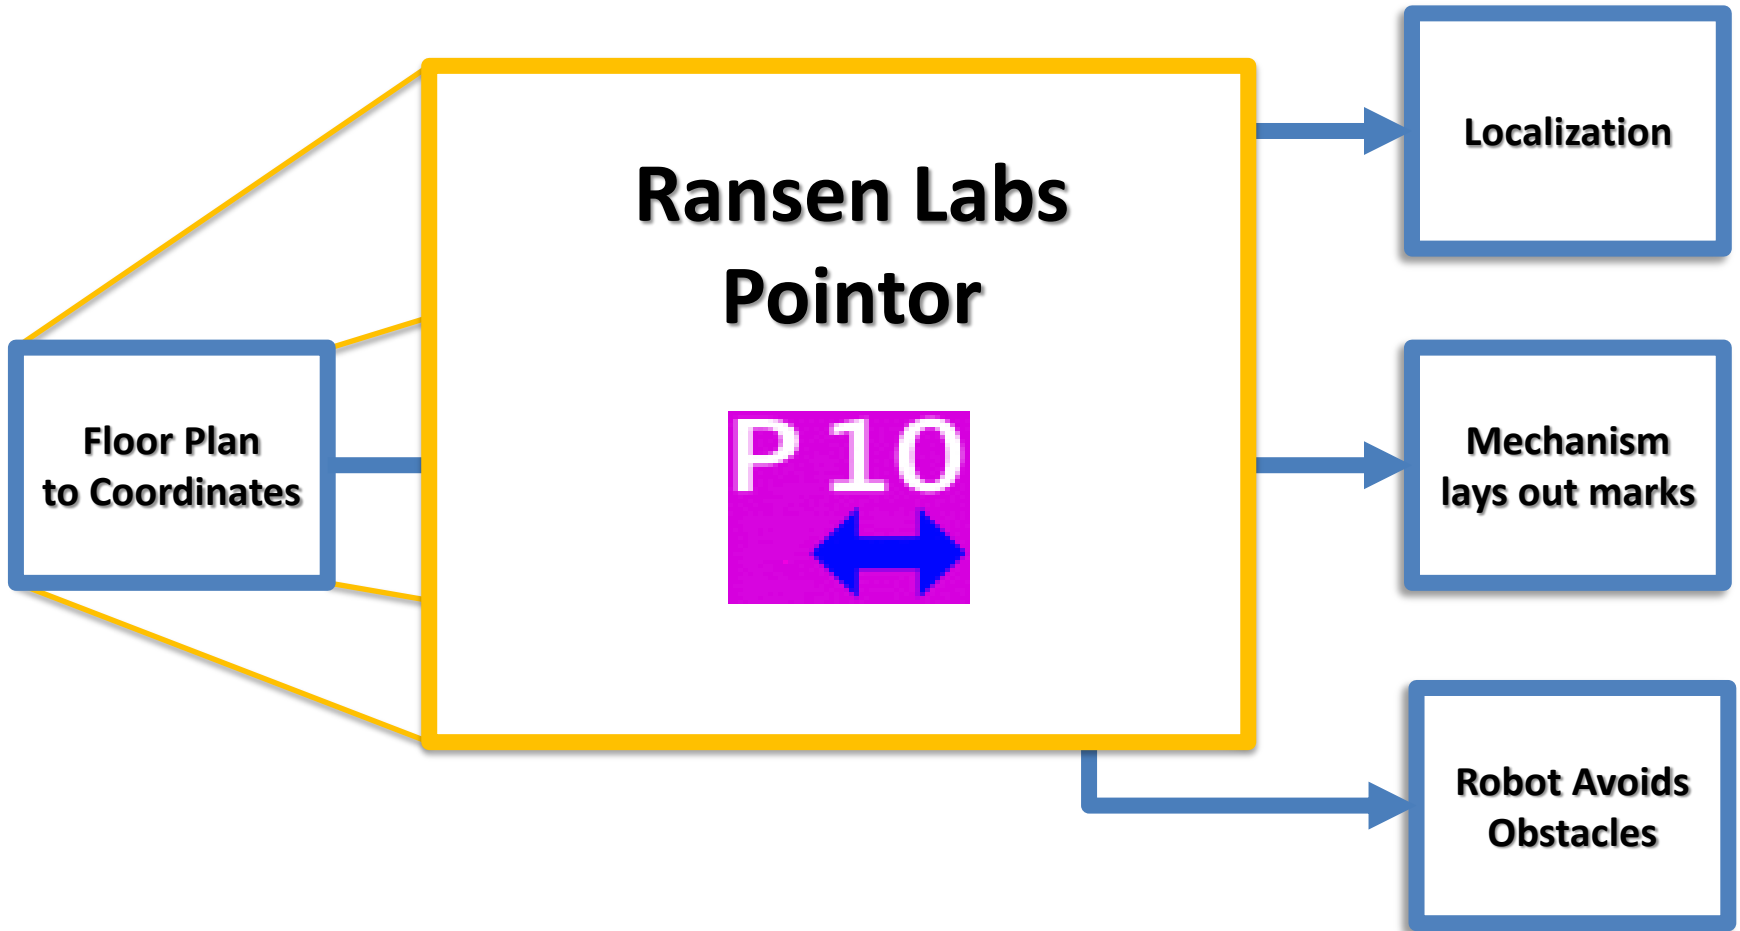 Ransen Labs
Pointor
P 10
Floor Plan
to Coordinates
Localization
Mechanism
lays out marks
Robot Avoids
Obstacles